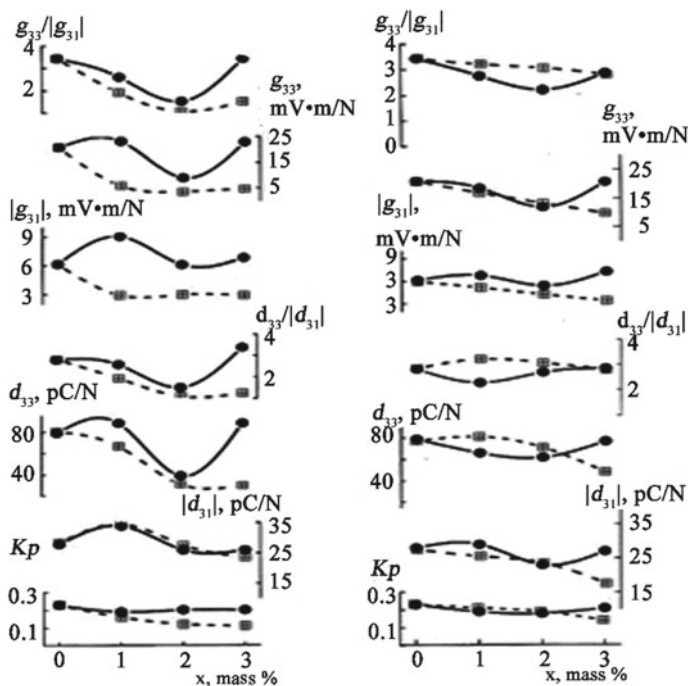 g33/|g31|
4
2
g33,
mV•m/N
25
15
5
|g31|, mV•m/N
9
6
3
d33/|d31|
4
2
d33, pC/N
80
40
|d31|, pC/N
35
25
15
Kp
0.3
0.1
0 1 2 3
x, mass %
g33/|g31|
4
3
2
1
0
g33,
mV•m/N
25
15
5
|g31|,
mV•m/N
9
3
3
d33/|d31|
4
2
d33, pC/N
80
40
|d31|, pC/N
35
25
15
Kp
0.3
0.1
0 1 2 3
x, mass %